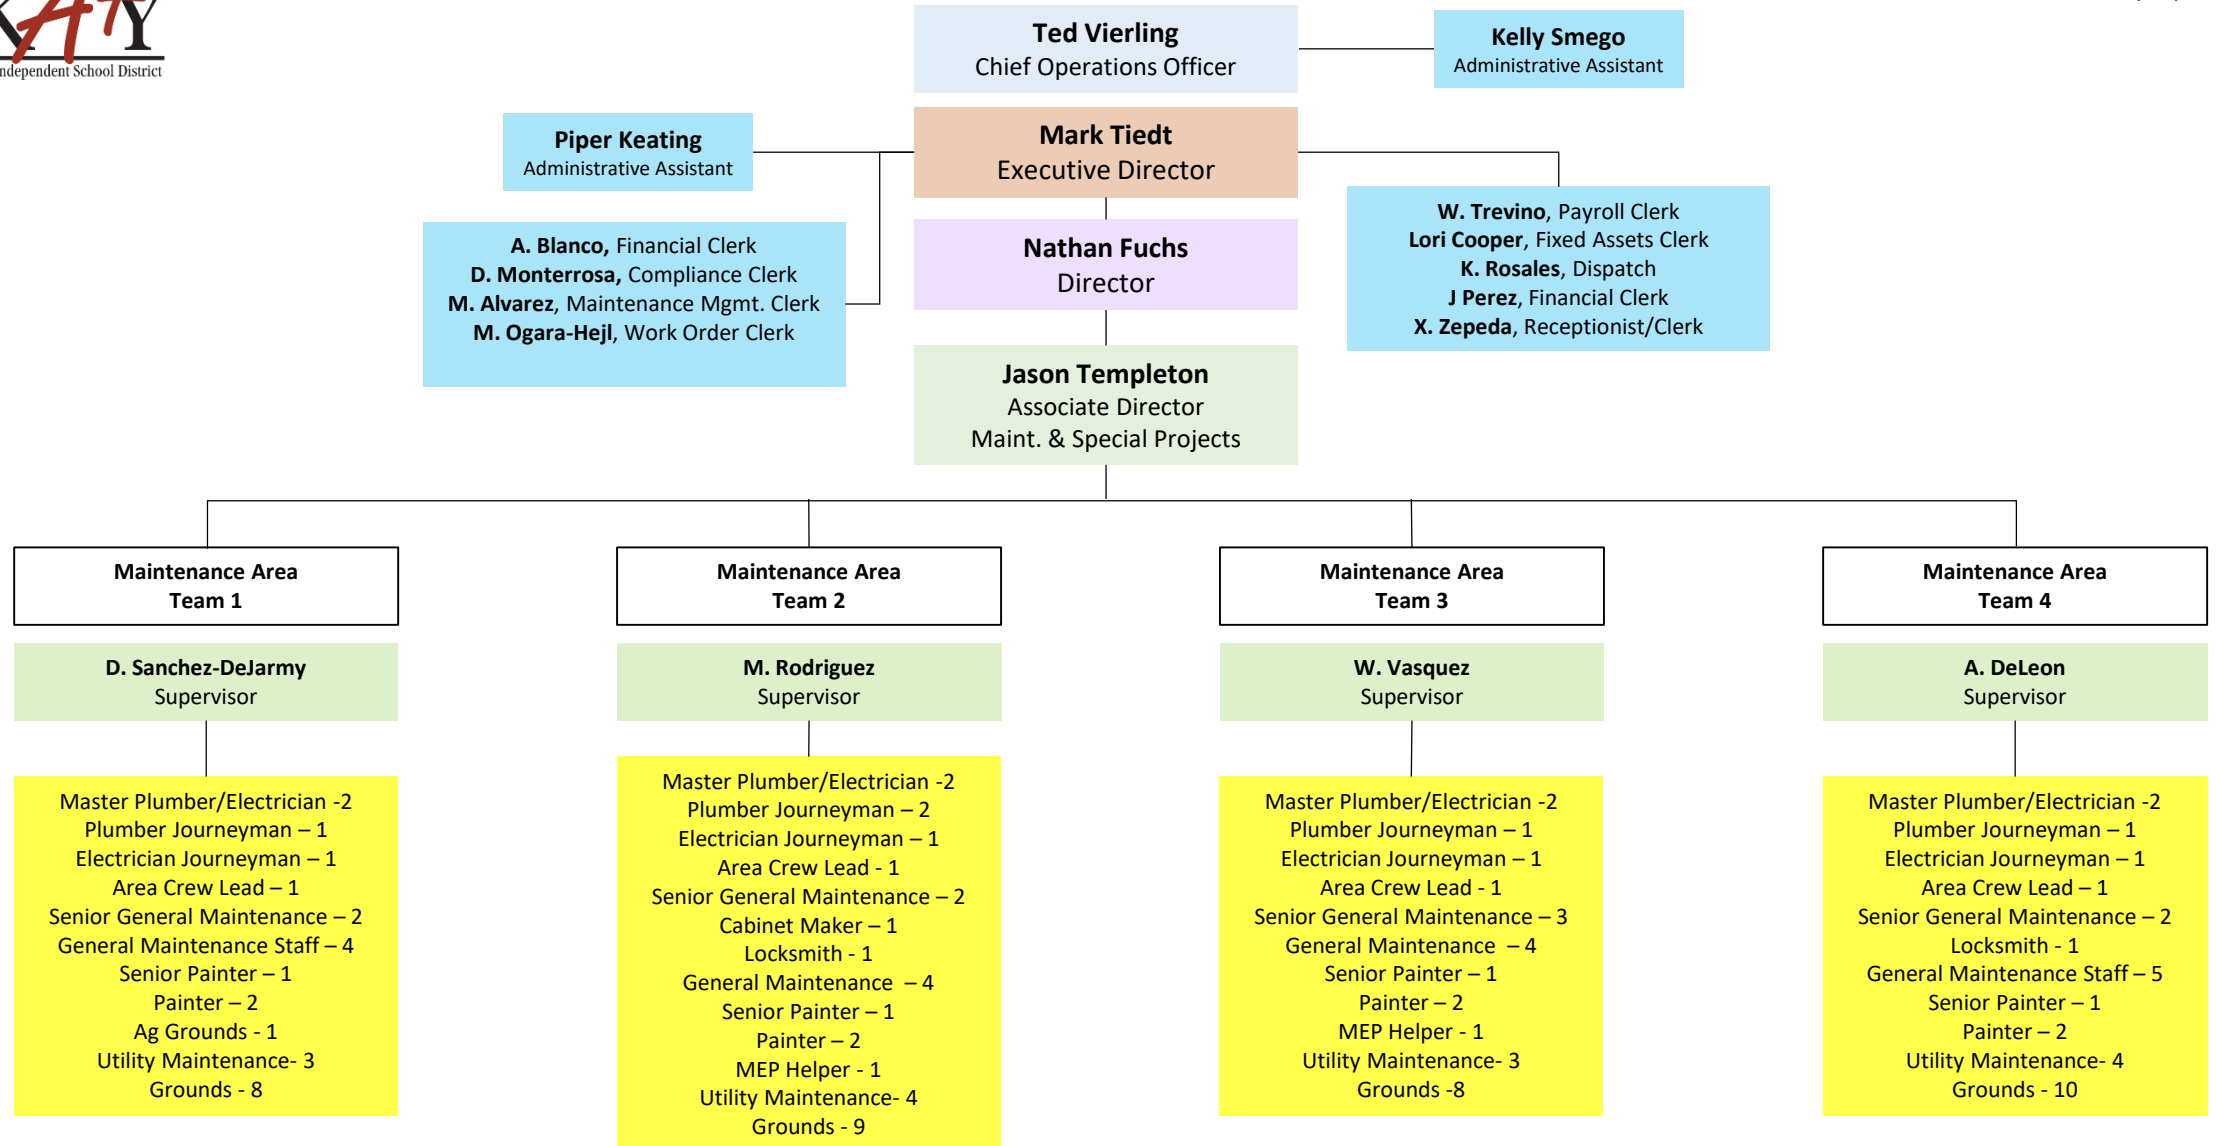 KATY
Independent School District
Ted Vierling
Chief Operations Officer
Kelly Smego
Administrative Assistant
Piper Keating
Administrative Assistant
Mark Tiedt
Executive Director
A. Blanco, Financial Clerk
D. Monterrosa, Compliance Clerk
M. Alvarez, Maintenance Mgmt. Clerk
M. Ogara-Hejl, Work Order Clerk
Nathan Fuchs
Director
W. Trevino, Payroll Clerk
Lori Cooper, Fixed Assets Clerk
K. Rosales, Dispatch
J Perez, Financial Clerk
X. Zepeda, Receptionist/Clerk
Jason Templeton
Associate Director
Maint. & Special Projects
Maintenance Area
Team 1
D. Sanchez-DeJarmy
Supervisor
Master Plumber/Electrician -2
Plumber Journeyman – 1
Electrician Journeyman – 1
Area Crew Lead – 1
Senior General Maintenance – 2
General Maintenance Staff – 4
Senior Painter – 1
Painter – 2
Ag Grounds - 1
Utility Maintenance- 3
Grounds - 8
Maintenance Area
Team 2
M. Rodriguez
Supervisor
Master Plumber/Electrician -2
Plumber Journeyman – 2
Electrician Journeyman – 1
Area Crew Lead - 1
Senior General Maintenance – 2
Cabinet Maker – 1
Locksmith - 1
General Maintenance  – 4
Senior Painter – 1
Painter – 2
MEP Helper - 1
Utility Maintenance- 4
Grounds - 9
Maintenance Area
Team 3
W. Vasquez
Supervisor
Master Plumber/Electrician -2
Plumber Journeyman – 1
Electrician Journeyman – 1
Area Crew Lead - 1
Senior General Maintenance – 3
General Maintenance  – 4
Senior Painter – 1
Painter – 2
MEP Helper - 1
Utility Maintenance- 3
Grounds -8
Maintenance Area
Team 4
A. DeLeon
Supervisor
Master Plumber/Electrician -2
Plumber Journeyman – 1
Electrician Journeyman – 1
Area Crew Lead – 1
Senior General Maintenance – 2
Locksmith - 1
General Maintenance Staff – 5
Senior Painter – 1
Painter – 2
Utility Maintenance- 4
Grounds - 10